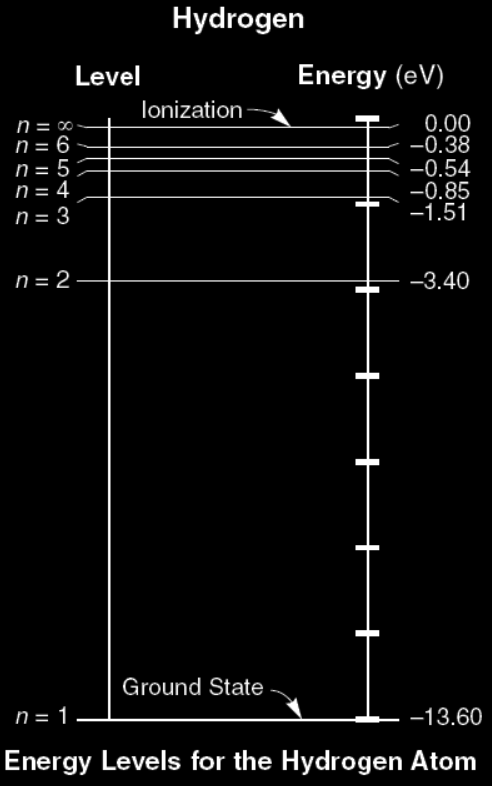 Hydrogen
Level Energy (eV)
Ionization
n = ∞ 0.00
n = 6 −0.38
n = 5 −0.54
n = 4 −0.85
n = 3 −1.51
n = 2 −3.40
Ground State
n = 1 −13.60
Energy Levels for the Hydrogen Atom